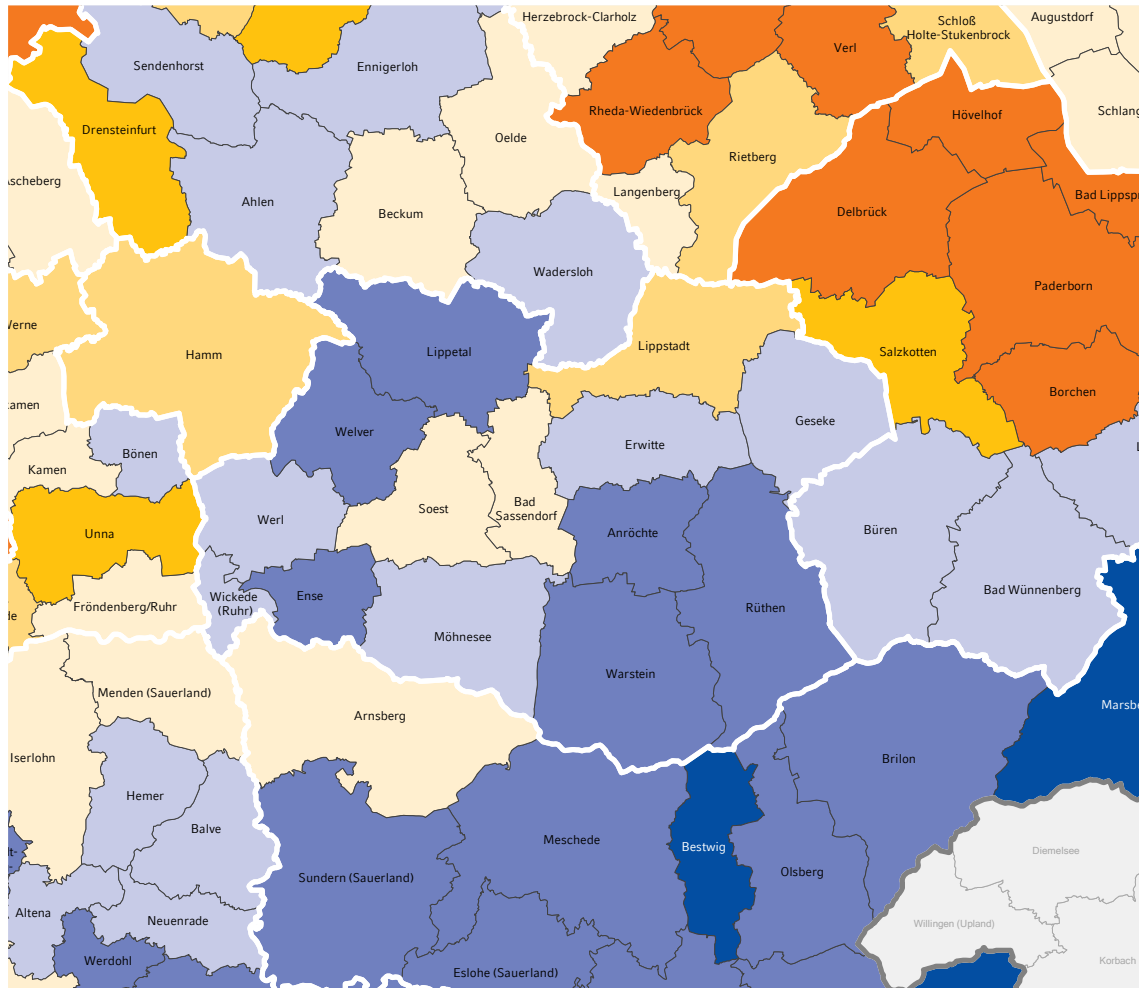 Herzebrock-Clarholz
Schloß
Holte-Stukenbrock
Augustdorf
Verl
Sendenhorst
Ennigerloh
Rheda-Wiedenbrück
Hövelhof
Schlang
Drensteinfurt
Oelde
Rietberg
Ascheberg
Langenberg
Bad Lippspr
Ahlen
Beckum
Delbrück
Wadersloh
Paderborn
Werne
Hamm
Lippetal
Lippstadt
Salzkotten
Borchen
Kamen
Welver
Geseke
Erwitte
Bönen
Kamen
Soest
Bad
Sassendorf
Werl
Unna
Anröchte
Büren
Bad Wünnenberg
Wickede
(Ruhr)
Ense
Fröndenberg/Ruhr
Rüthen
Möhnesee
Warstein
Menden (Sauerland)
Marsbe
Arnsberg
Iserlohn
Brilon
Hemer
Balve
Meschede
Bestwig
Diemelsee
Olsberg
Sundern (Sauerland)
Altena
Neuenrade
Willingen (Upland)
Werdohl
Eslohe (Sauerland)
Korbach